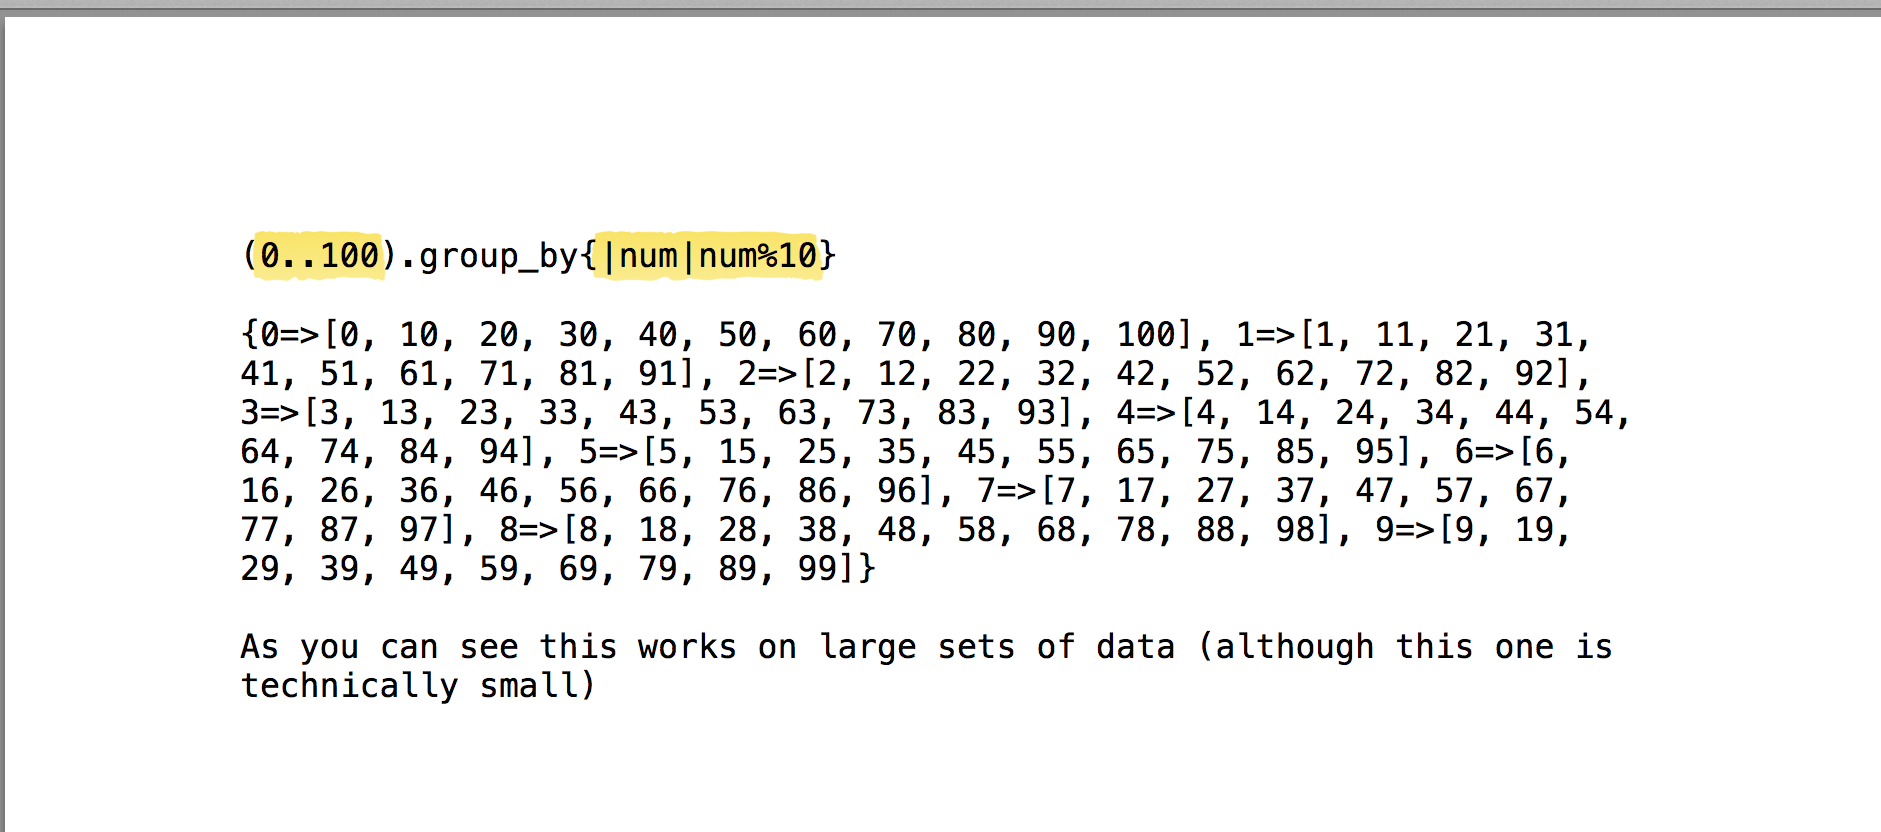 (0..100).group_by{|num|num%10}
{0=>[0, 10, 20, 30, 40, 50, 60, 70, 80, 90, 100], 1=>[1, 11, 21, 31,
41, 51, 61, 71, 81, 91], 2=>[2, 12, 22, 32, 42, 52, 62, 72, 82, 92],
3=>[3, 13, 23, 33, 43, 53, 63, 73, 83, 93], 4=>[4, 14, 24, 34, 44, 54,
64, 74, 84, 94], 5=>[5, 15, 25, 35, 45, 55, 65, 75, 85, 95], 6=>[6,
16, 26, 36, 46, 56, 66, 76, 86, 96], 7=>[7, 17, 27, 37, 47, 57, 67,
77, 87, 97], 8=>[8, 18, 28, 38, 48, 58, 68, 78, 88, 98], 9=>[9, 19,
29, 39, 49, 59, 69, 79, 89, 99]}
As you can see this works on large sets of data (although this one is
technically small)